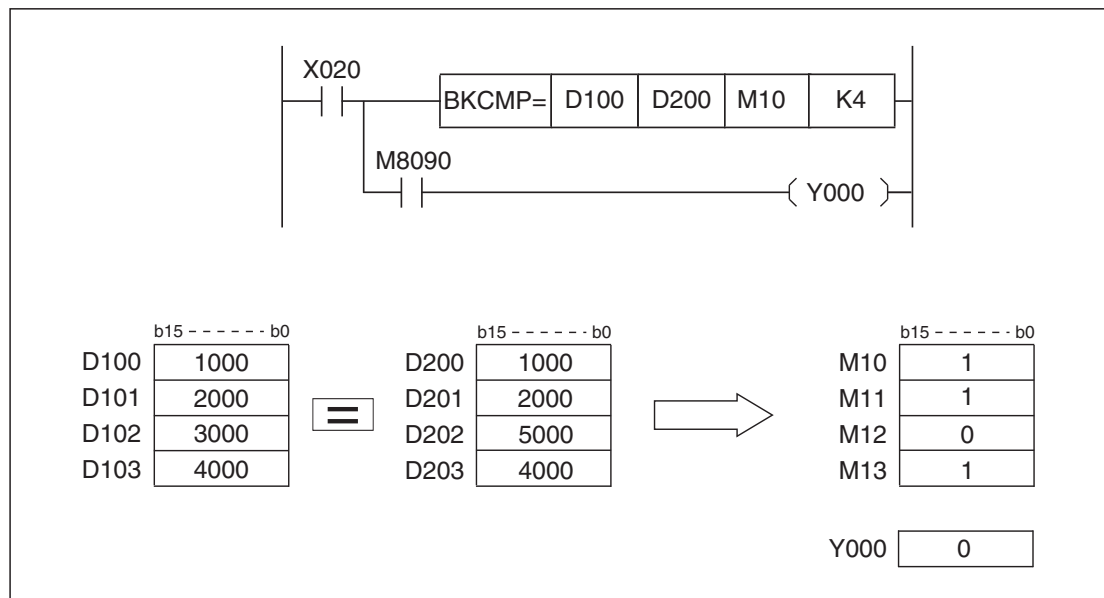 X020
BKCMP= D100 D200 M10 K4
M8090
Y000
b15 - - - - - - b0 b15 - - - - - - b0 b15 - - - - - - b0
D100 1000 D200 1000 M10 1
D101 2000 = D201 2000 M11 1
D102 3000 D202 5000 M12 0
D103 4000 D203 4000 M13 1
Y000 0